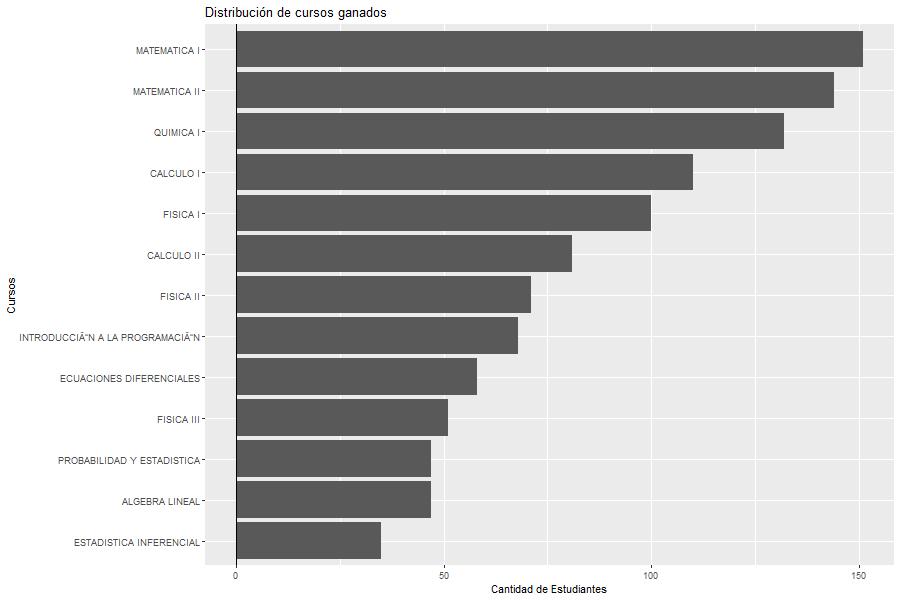 Distribución de cursos ganados
MATEMATICA I
MATEMATICA II
QUIMICA I
CALCULO I
FISICA I
CALCULO II
FISICA II
INTRODUCCIÃ“N A LA PROGRAMACIÃ“N
ECUACIONES DIFERENCIALES
FISICA III
PROBABILIDAD Y ESTADISTICA
ALGEBRA LINEAL
ESTADISTICA INFERENCIAL
Cursos
0 50 100 150
Cantidad de Estudiantes